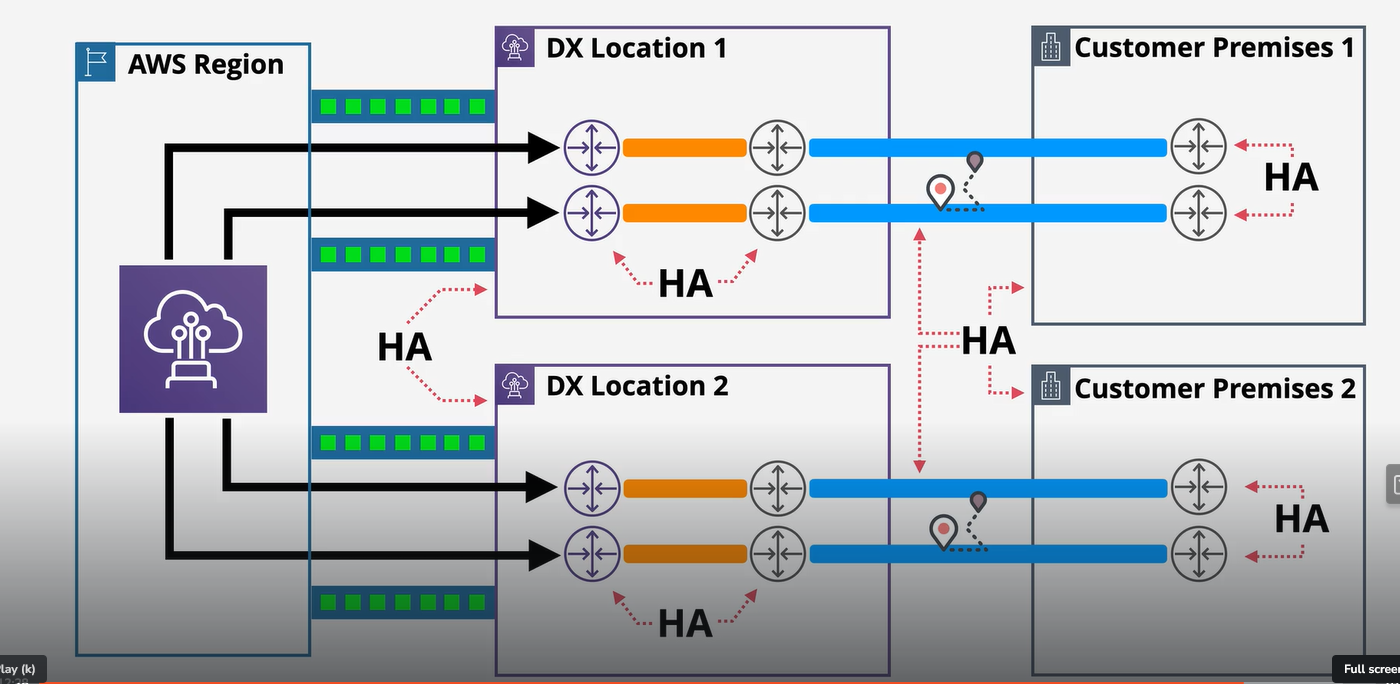 AWS Region
DX Location 1
Customer Premises 1
HA
HA
HA
HA
DX Location 2
Customer Premises 2
HA
HA
lay (k)
Full scree